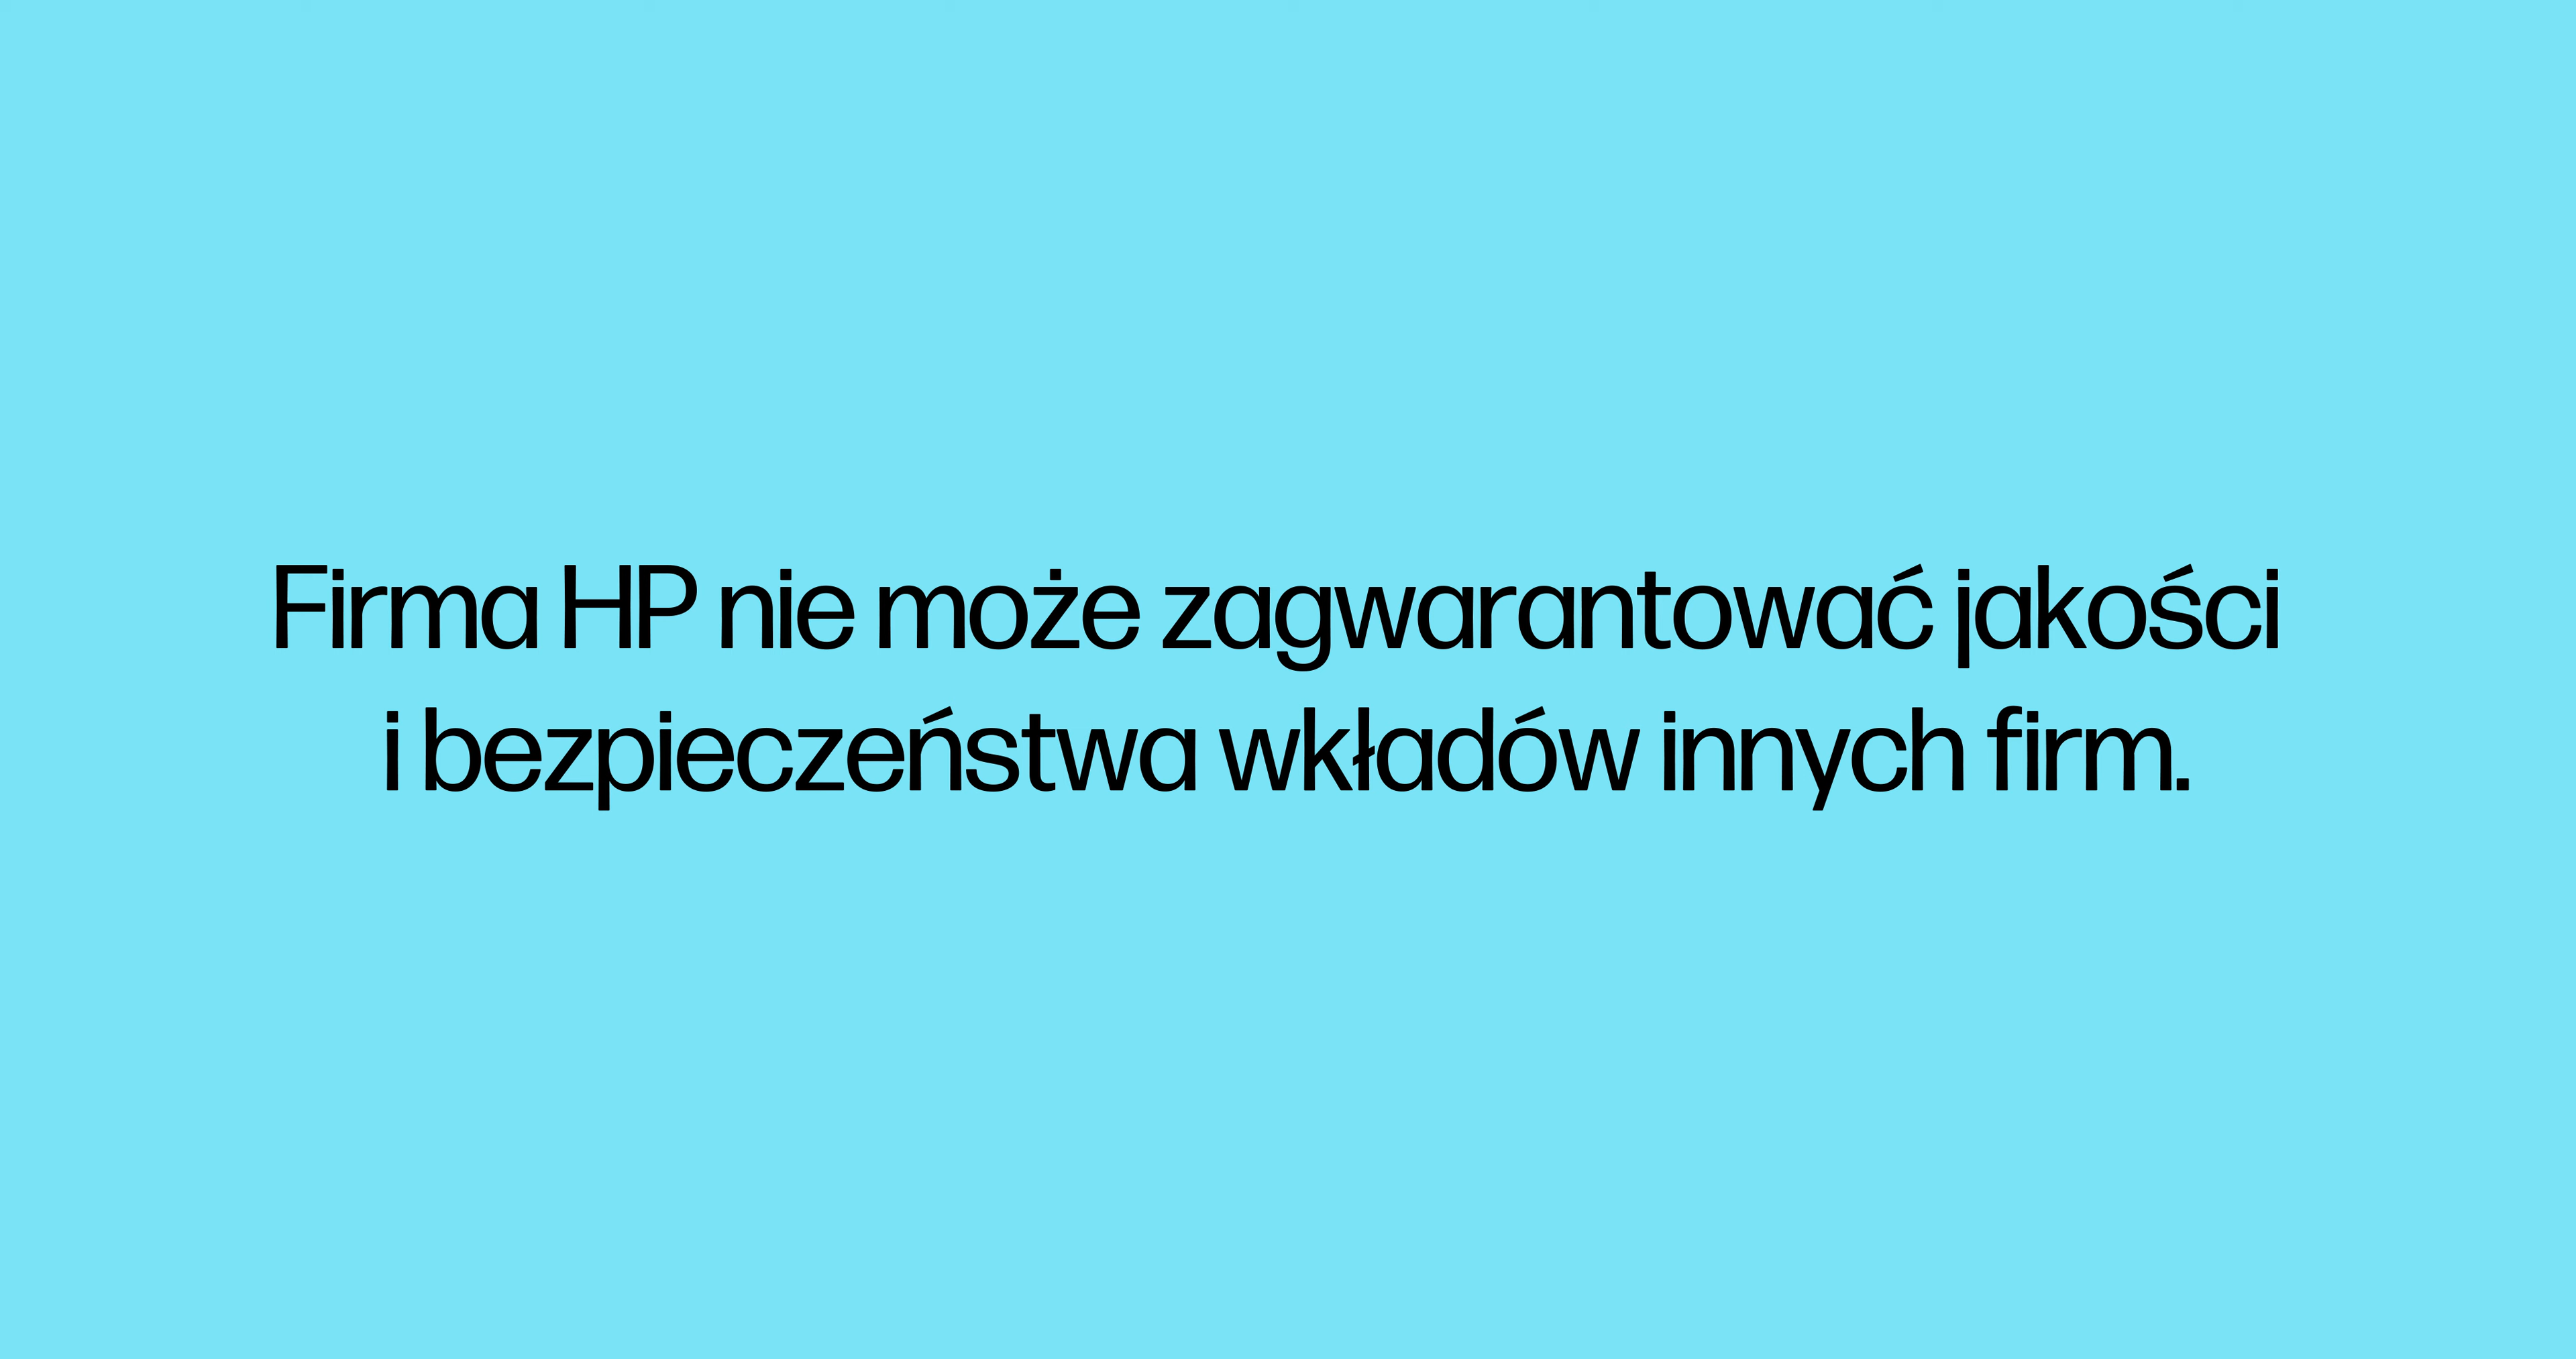 Firma HP nie może zagwarantować jakości
i bezpieczeństwa wkładów innych firm.